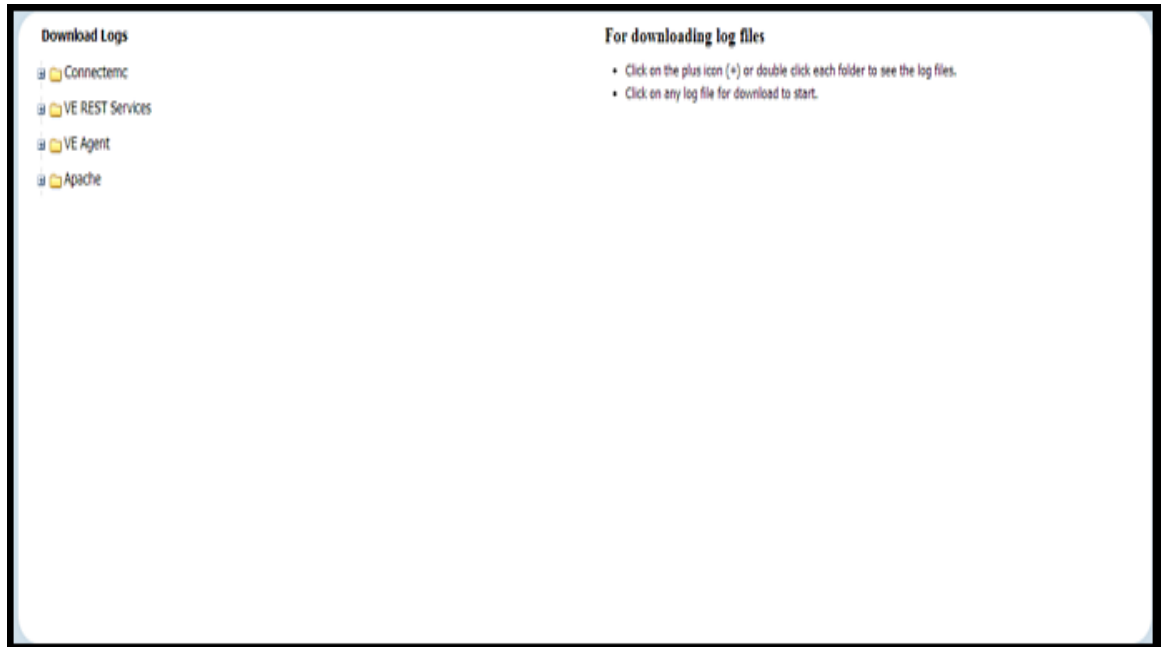 Download Logs
Connectemc
VE REST Services
VE Agent
Apache
For downloading log files
• Click on the plus icon (+) or double click each folder to see the log files.
• Click on any log file for download to start.